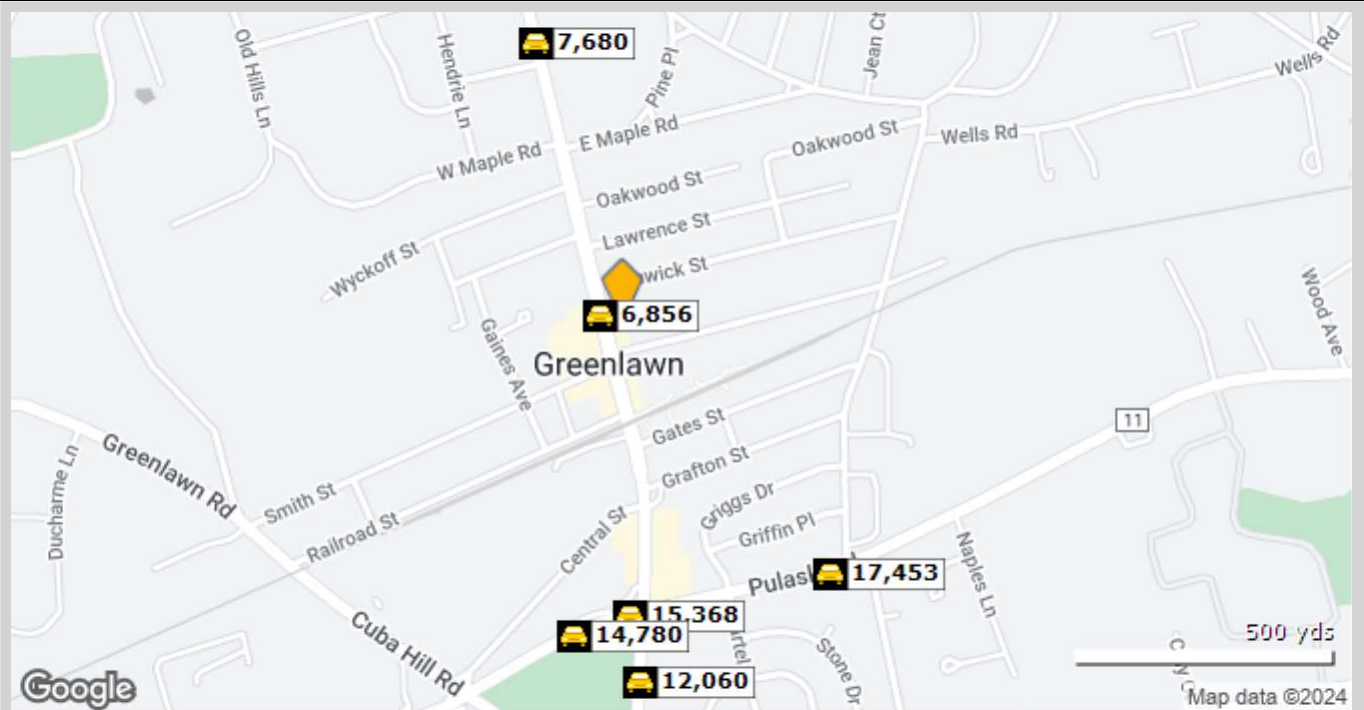 7,680
Old Hills Ln
Hendrie Ln
Pine Pl
Jean Ct
Wells Rd
E Maple Rd
W Maple Rd
Oakwood St
Wells Rd
Oakwood St
Lawrence St
Wyckoff St
wick St
6,856
Wood Ave
Gaines Ave
Greenlawn
11
Gates St
Greenlawn Rd
Ducharme Ln
Grafton St
Smith St
Griggs Dr
Railroad St
Central St
Griffin Pl
Naples Ln
Pulas
17,453
15,368
14,780
Cuba Hill Rd
artel
Stone Dr
500 yds
12,060
Google
Map data ©2024